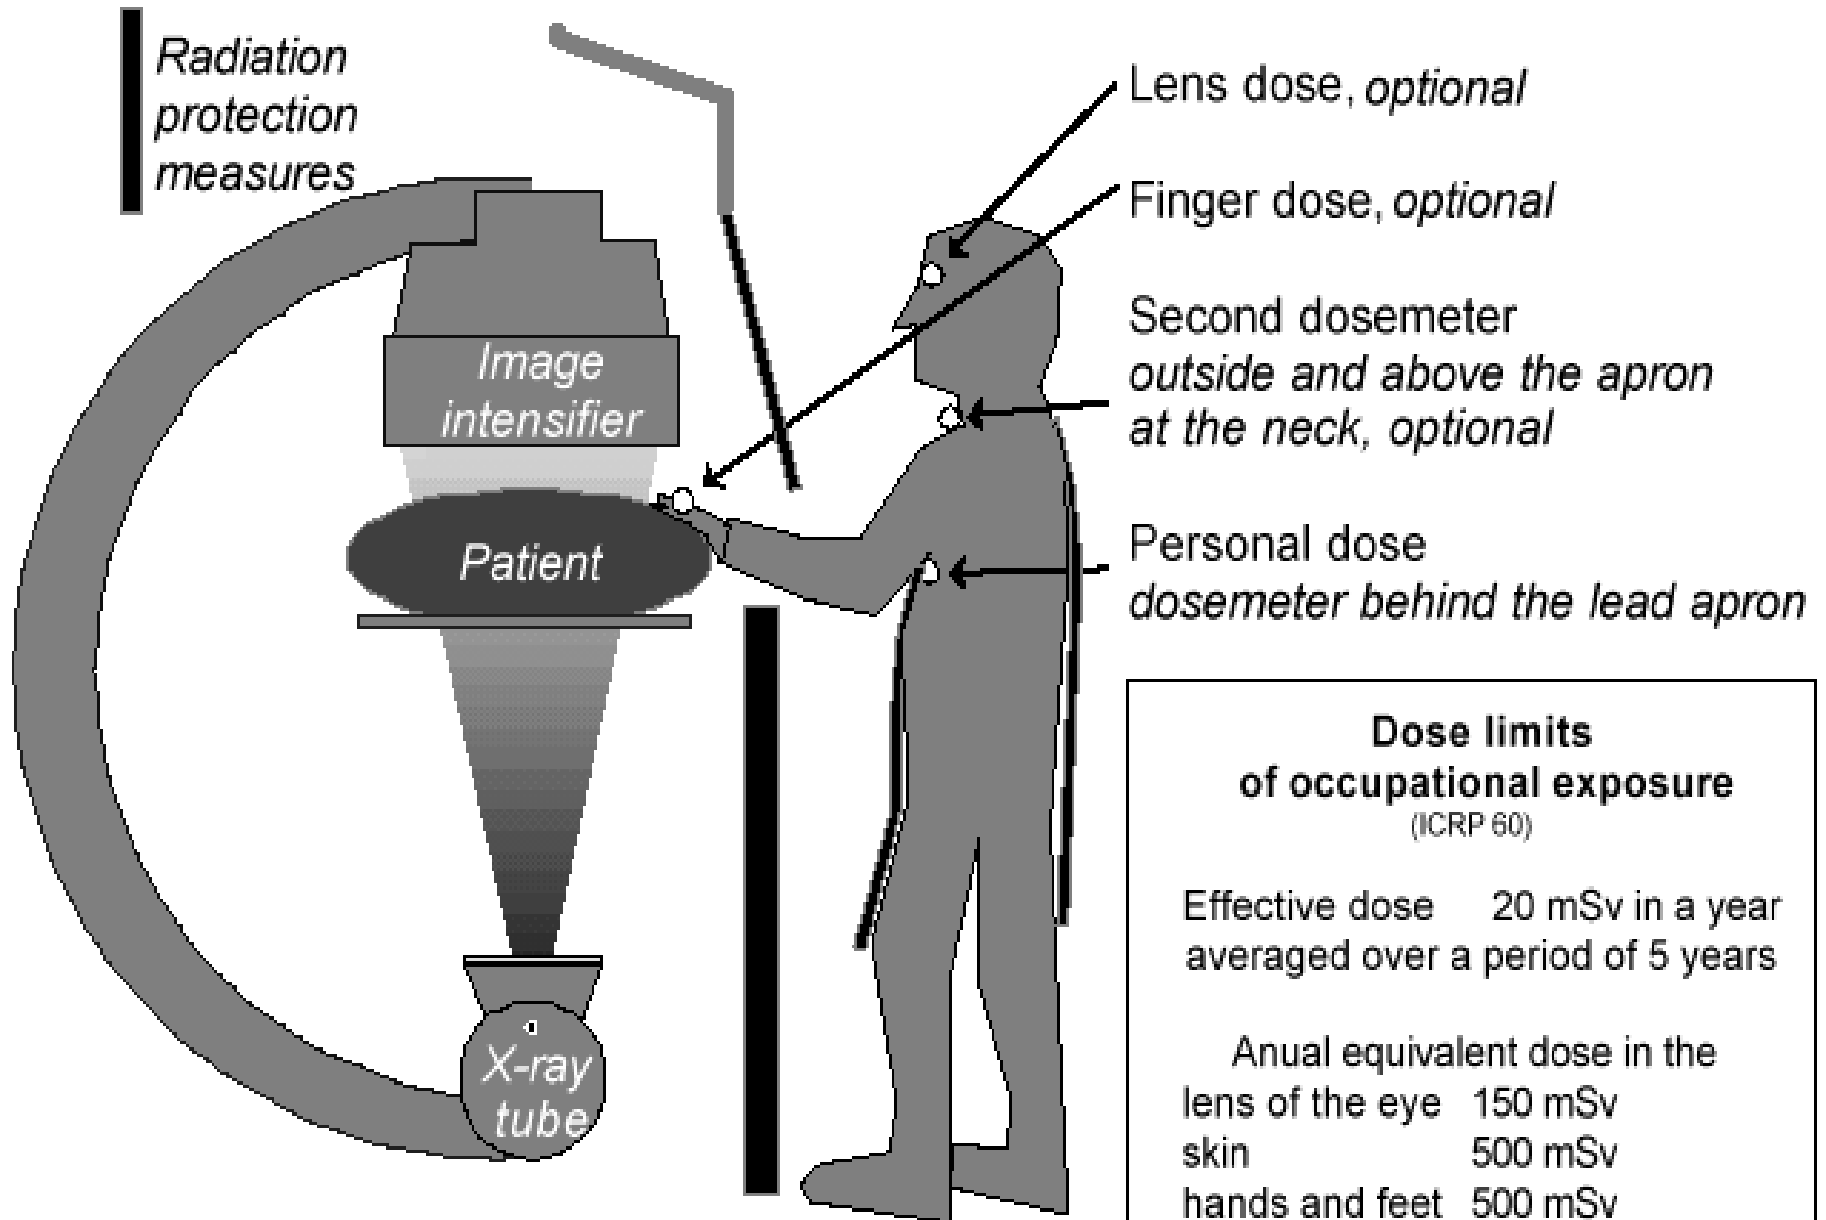 Radiation
protection
measures
Lens dose, optional
Finger dose, optional
Second dosemeter
outside and above the apron
at the neck, optional
Personal dose
dosemeter behind the lead apron
Image
intensifier
Patient
X-ray
tube
Dose limits
of occupational exposure
(ICRP 60)
Effective dose 20 mSv in a year
averaged over a period of 5 years
Anual equivalent dose in the
lens of the eye 150 mSv
skin 500 mSv
hands and feet 500 mSv